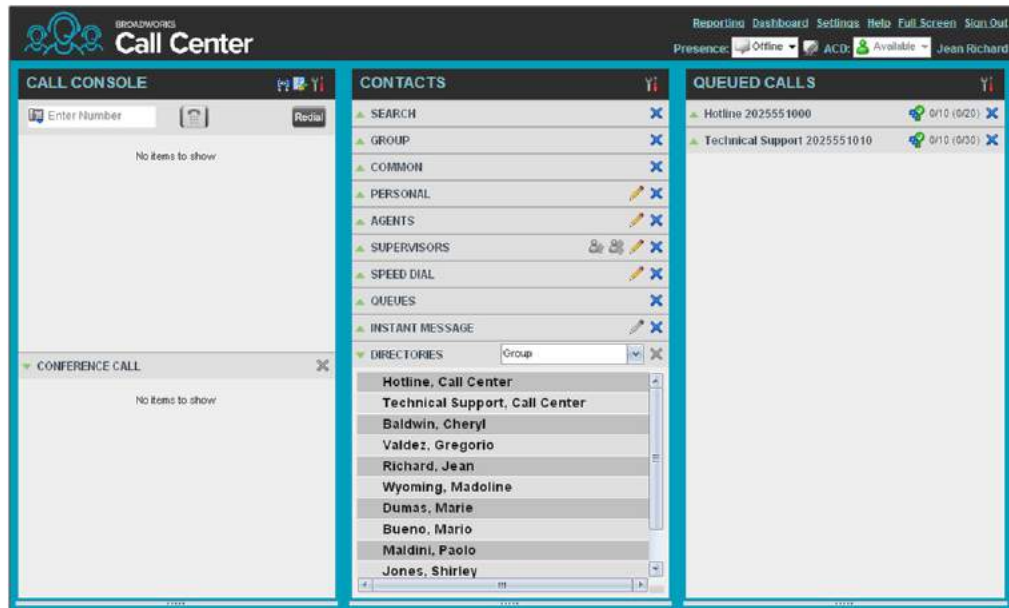 BROADWORKS
Call Center
Reporting Dashboard Settings Help Full Screen Sign Out
Presence: Offline ACD: Available Jean Richard
CALL CONSOLE
Enter Number
Redial
No items to show
CONFERENCE CALL
No items to show
CONTACTS
SEARCH
GROUP
COMMON
PERSONAL
AGENTS
SUPERVISORS
SPEED DIAL
QUEUES
INSTANT MESSAGE
DIRECTORIES Group
Hotline, Call Center
Technical Support, Call Center
Baldwin, Cheryl
Valdez, Gregorio
Richard, Jean
Wyoming, Madoline
Dumas, Marie
Bueno, Mario
Maldini, Paolo
Jones, Shirley
QUEUED CALLS
Hotline 2025551000 0/10 (0/20)
Technical Support 2025551010 0/10 (0/30)